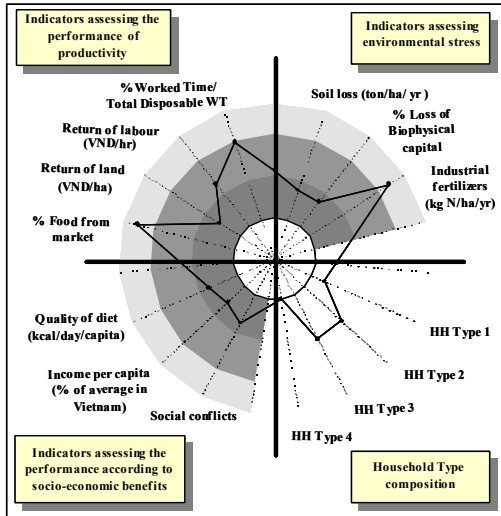 Indicators assessing the
performance of
productivity
Indicators assessing
environmental stress
%Worked Time/
Total Disposable WT
Soil loss (ton/ha/ yr)
% Loss of
Biophysical
capital
Return of labour
(VND/hr)
Return of land
(VND/ha)
Industrial
fertilizers
(kg N/ha/yr)
% Food from
market
Quality of diet
(kcal/day/capita)
Income per capita
(% of average in
Vietnam)
Social conflicts
HH Type 1
HH Type 2
HH Type 3
HH Type 4
Indicators assessing the
performance according to
socio-economic benefits
Household Type
composition